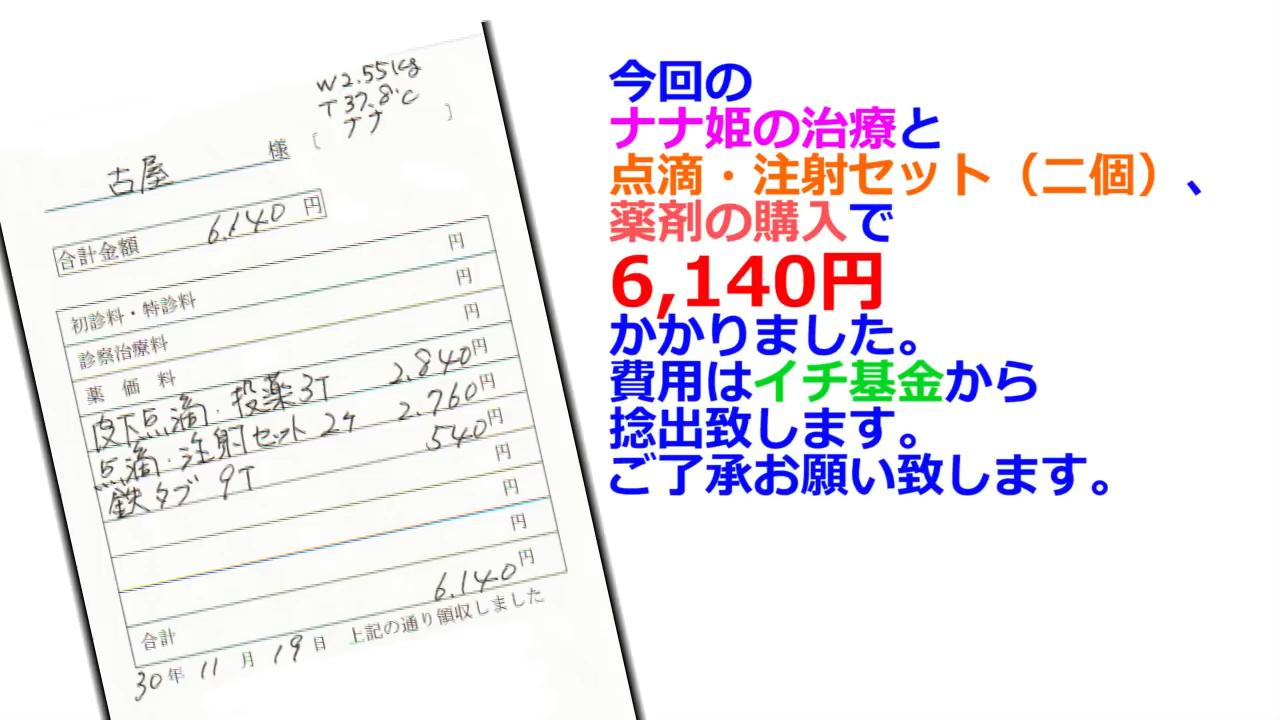 W 2.55kg
T 37.8℃
〔 ナナ 〕
古屋 様
合計金額 6,140円
円
初診料・特診料 円
診察治療料 円
薬価料
皮下点滴・投薬3T 2,840円
点滴・注射セット 2ケ 2,760円
鉄タブ 9T 540円
円
円
円
合計 6,140円
30年 11月 19日 上記の通り領収しました
今回の
ナナ姫の治療と
点滴・注射セット（二個）、
薬剤の購入で
6,140円
かかりました。
費用はイチ基金から
捻出致します。
ご了承お願い致します。